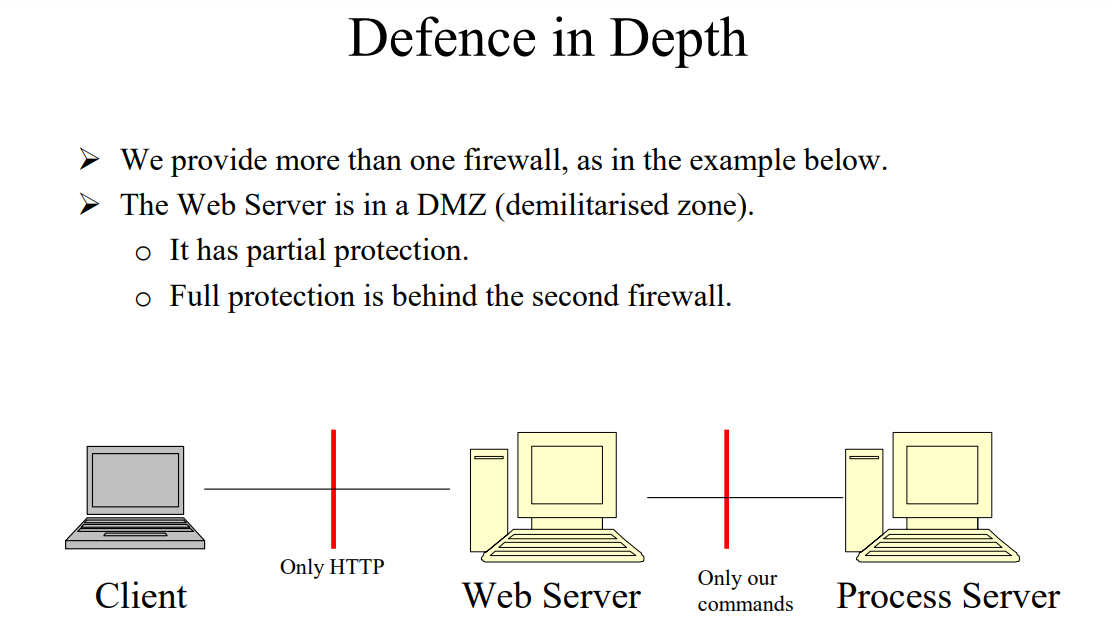 Defence in Depth
➢ We provide more than one firewall, as in the example below.
➢ The Web Server is in a DMZ (demilitarised zone).
o It has partial protection.
o Full protection is behind the second firewall.
Only HTTP
Only our
commands
Client
Web Server
Process Server